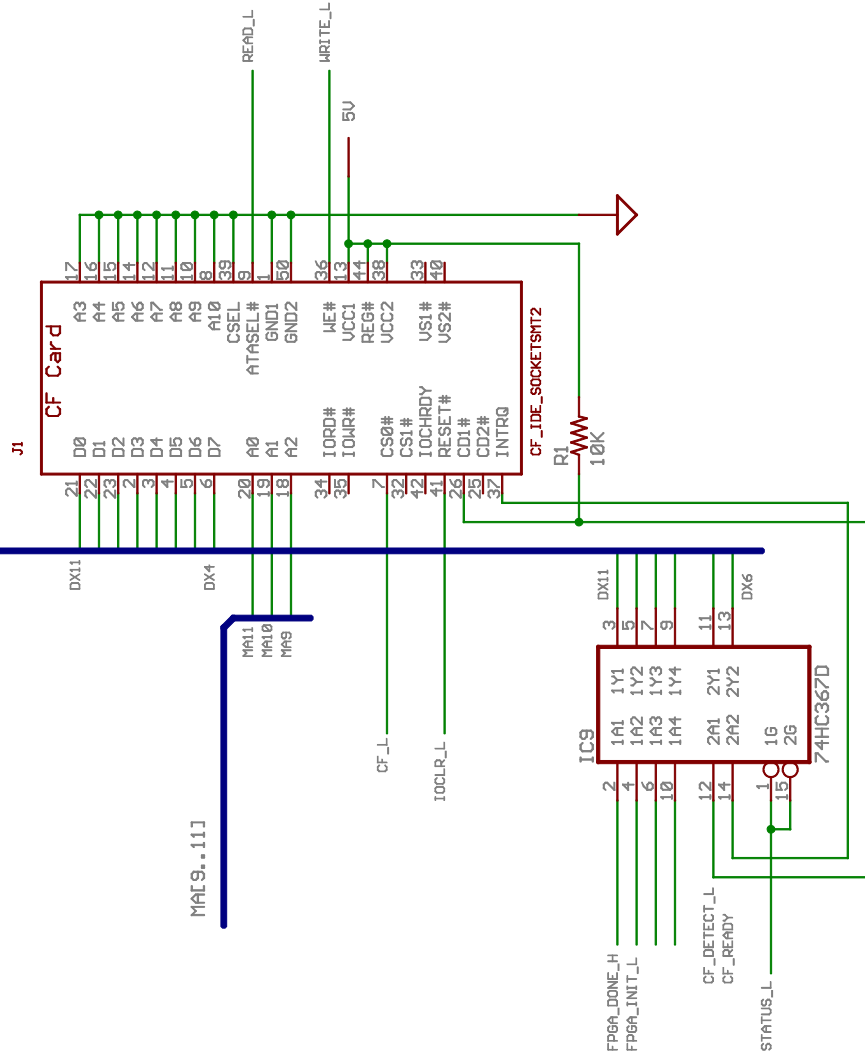 READ_L
WRITE_L
5V
17
16
15
14
12
11
10
8
39
9
1
50
36
13
44
38
33
40
A3
A4
A5
A6
A7
A8
A9
A10
CSEL
ATASEL#
GND1
GND2
WE#
VCC1
REG#
VCC2
VS1#
VS2#
CF Card
J1
CF_IDE_SOCKETSMT2
D0
D1
D2
D3
D4
D5
D6
D7
A0
A1
A2
IORD#
IOWR#
CS0#
CS1#
IOCHRDY
RESET#
CD1#
CD2#
INTRQ
21
22
23
2
3
4
5
6
20
19
18
34
35
7
32
42
41
26
25
37
R1
10K
DX11
DX4
MA11
MA10
MA9
DX11
DX6
3
5
7
9
11
13
1Y1
1Y2
1Y3
1Y4
2Y1
2Y2
IC9
1A1
1A2
1A3
1A4
2A1
2A2
1G
2G
74HC367D
2
4
6
10
12
14
1
15
CF_L
IOCLR_L
MA[9..11]
FPGA_DONE_H
FPGA_INIT_L
CF_DETECT_L
CF_READY
STATUS_L